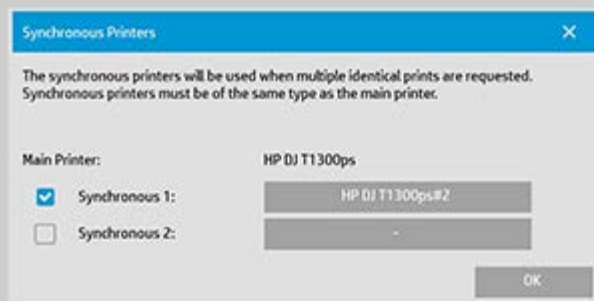 Synchronous Printers
The synchronous printers will be used when multiple identical prints are requested.
Synchronous printers must be of the same type as the main printer.
Main Printer: HP DJ T1300ps
Synchronous 1: HP DJ T1300ps#2
Synchronous 2: -
OK